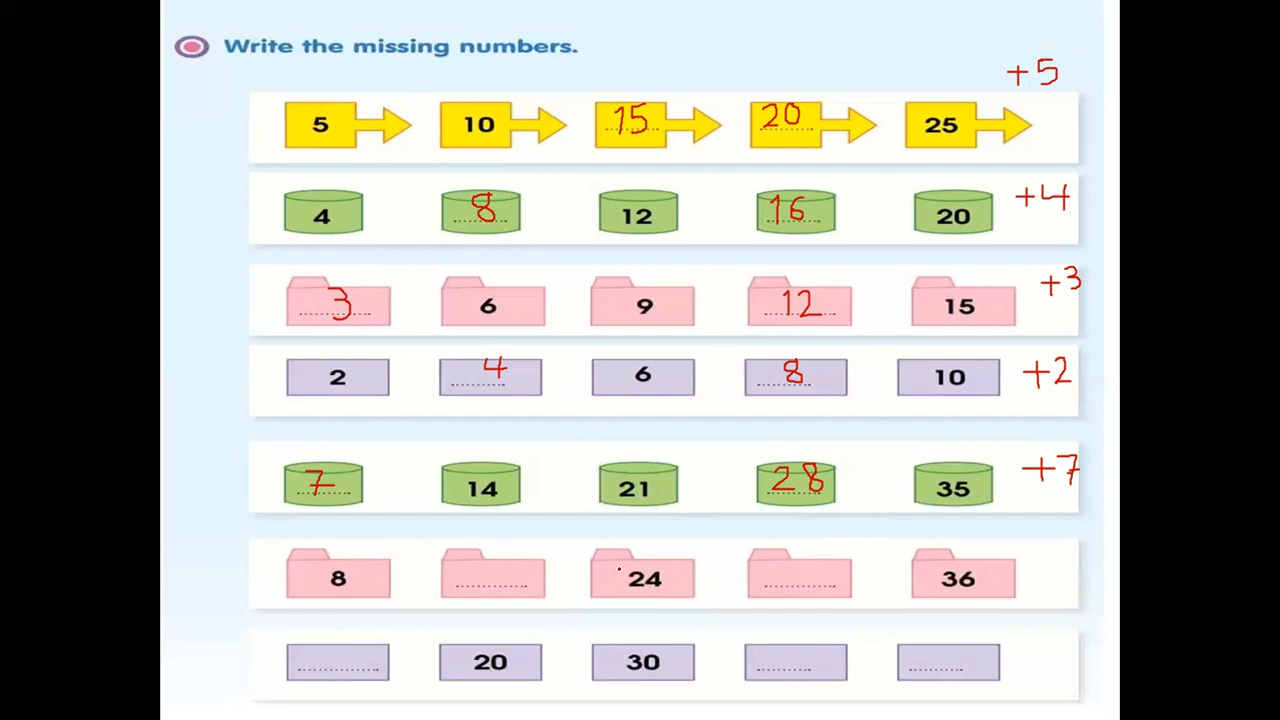 Write the missing numbers.
+5
5 10 15 20 25
4 8 12 16 20 +4
3 6 9 12 15 +3
2 4 6 8 10 +2
7 14 21 28 35 +7
8 ............ 24 ............ 36
............ 20 30 ............ ............